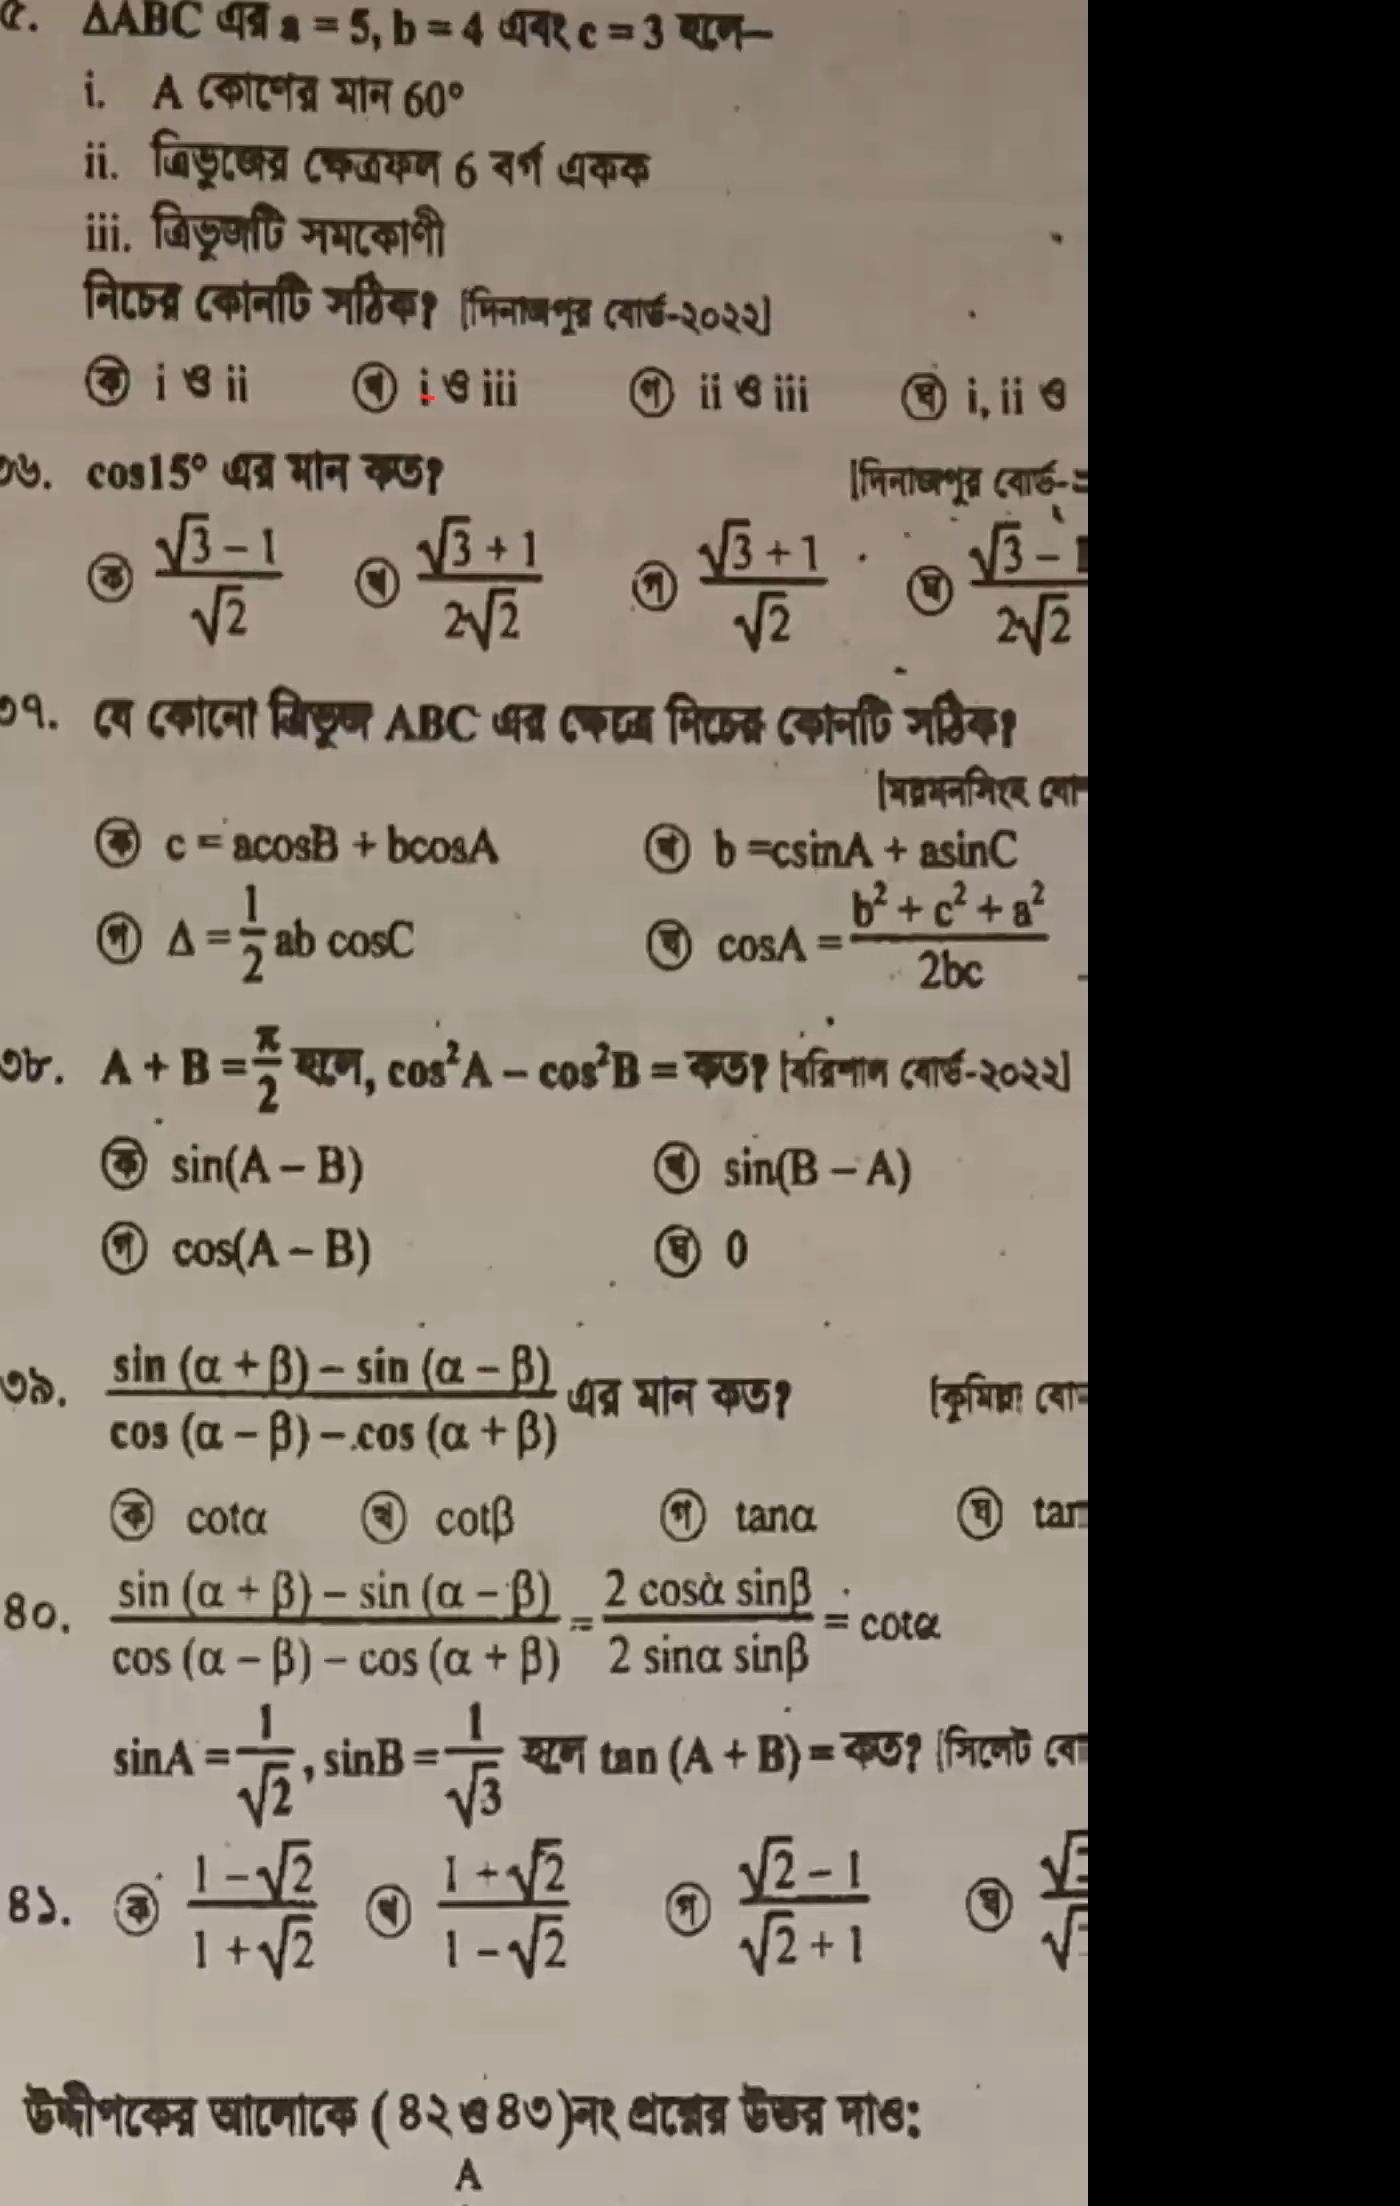 ৫. ΔABC এর a = 5, b = 4 এবং c = 3 হলে–
i. A কোণের মান 60°
ii. ত্রিভুজের ক্ষেত্রফল 6 বর্গ একক
iii. ত্রিভুজটি সমকোণী
নিচের কোনটি সঠিক? [দিনাজপুর বোর্ড-২০২২]
ক i ও ii খ i ও iii গ ii ও iii ঘ i, ii ও
৩৬. cos15° এর মান কত? [দিনাজপুর বোর্ড-
ক (√3 – 1)/√2 খ (√3 + 1)/(2√2) গ (√3 + 1)/√2 ঘ (√3 – 1)/(2√2)
৩৭. যে কোনো ত্রিভুজ ABC এর ক্ষেত্রে নিচের কোনটি সঠিক?
[ময়মনসিংহ বো
ক c = acosB + bcosA খ b =csinA + asinC
গ Δ = 1/2 ab cosC ঘ cosA = (b² + c² + a²)/(2bc)
৩৮. A + B = π/2 হলে, cos²A – cos²B = কত? [বরিশাল বোর্ড-২০২২]
ক sin(A – B) খ sin(B – A)
গ cos(A – B) ঘ 0
৩৯. (sin (α + β) – sin (α – β))/(cos (α – β) – cos (α + β)) এর মান কত? [কুমিল্লা বো
ক cotα খ cotβ গ tanα ঘ tan
৪০. (sin (α + β) – sin (α – β))/(cos (α – β) – cos (α + β)) = (2 cosα sinβ)/(2 sinα sinβ) = cotα
sinA = 1/√2, sinB = 1/√3 হলে tan (A + B) = কত? [সিলেট বো
৪১. ক (1 – √2)/(1 + √2) খ (1 + √2)/(1 – √2) গ (√2 – 1)/(√2 + 1) ঘ
উদ্দীপকের আলোকে (৪২ ও ৪৩)নং প্রশ্নের উত্তর দাও:
A